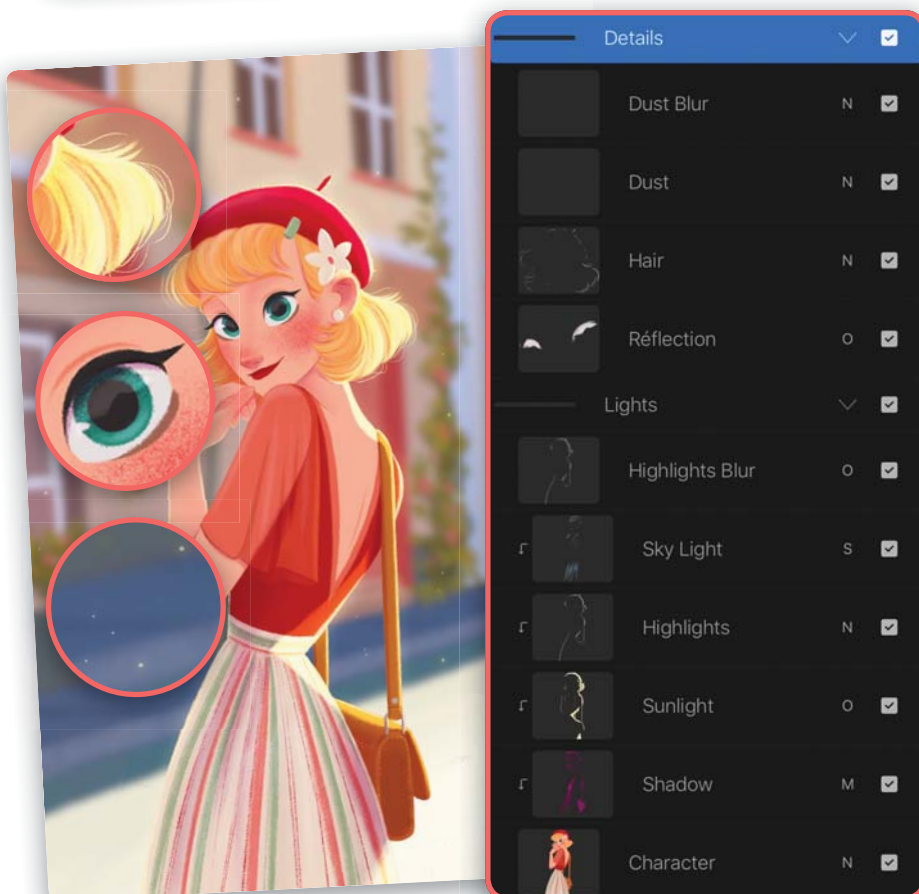 Details
Dust Blur N
Dust N
Hair N
Réflection O
Lights
Highlights Blur O
Sky Light S
Highlights N
Sunlight O
Shadow M
Character N